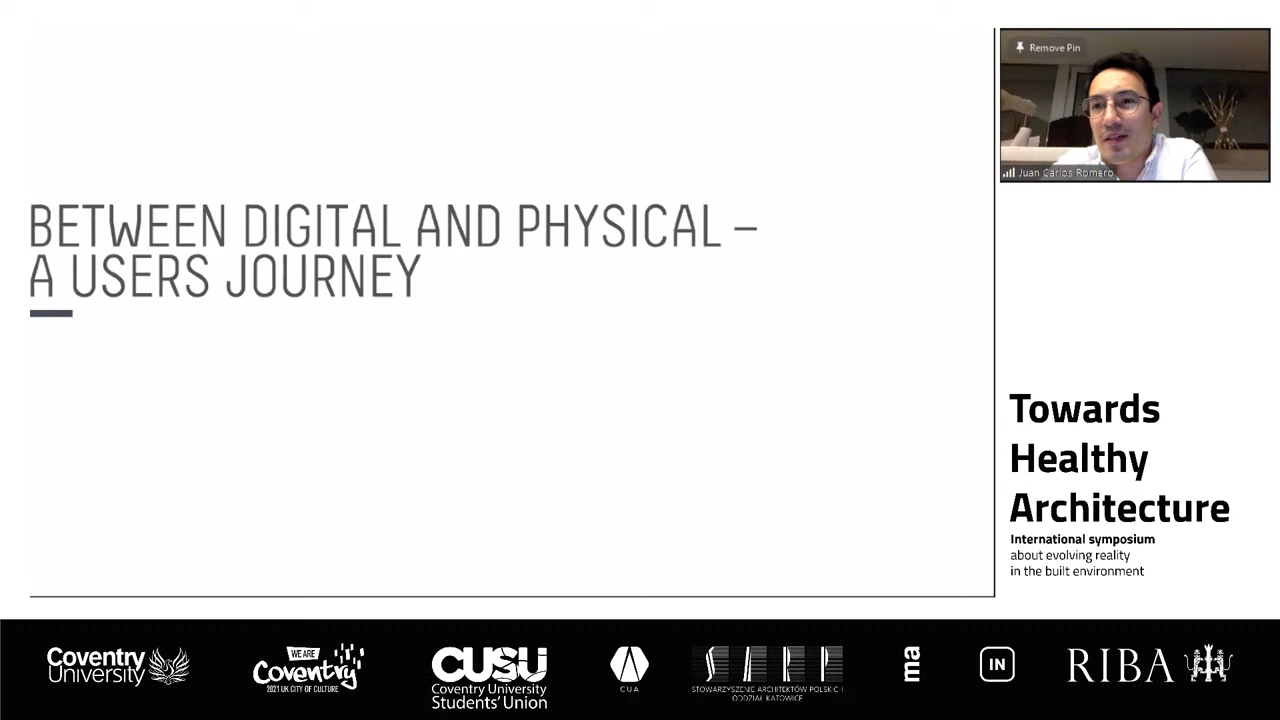 BETWEEN DIGITAL AND PHYSICAL –
A USERS JOURNEY
Remove Pin
Juan Carlos Romero
Towards
Healthy
Architecture
International symposium
about evolving reality
in the built environment
Coventry
University
WE ARE
Coventry
2021 UK CITY OF CULTURE
CUSU
Coventry University
Students' Union
CUA
SARP
STOWARZYSZENIE ARCHITEKTÓW POLSKICH
ODDZIAŁ KATOWICE
ma
IN
RIBA